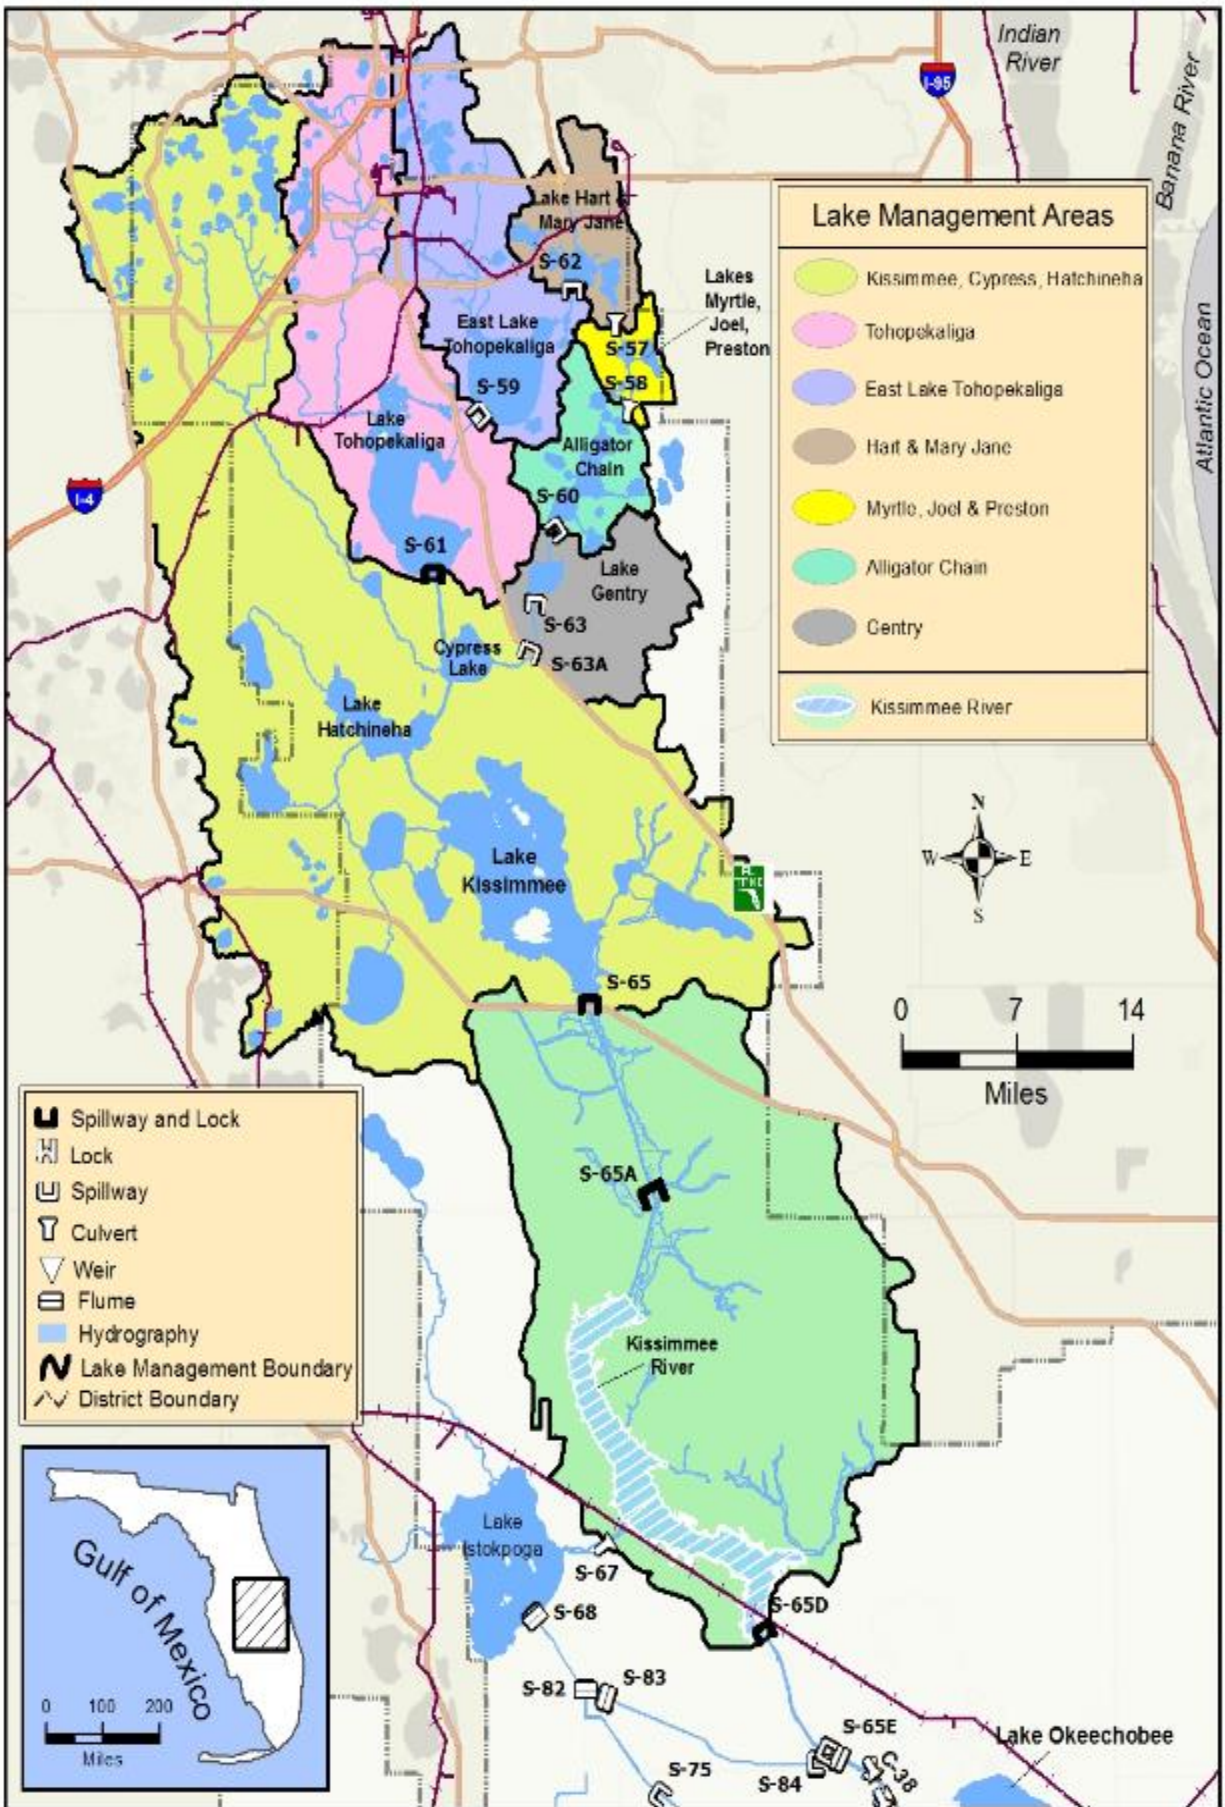 Indian
River
Banana River
I-95
Lake Management Areas
Kissimmee, Cypress, Hatchineha
Tohopekaliga
East Lake Tohopekaliga
Hart & Mary Jane
Myrtle, Joel & Preston
Alligator Chain
Gentry
Kissimmee River
Atlantic Ocean
Lake Hart
Mary Jane
S-62
Lakes
Myrtle,
Joel,
Preston
S-57
S-58
East Lake
Tohopekaliga
S-59
Lake
Tohopekaliga
Alligator
Chain
S-60
I-4
S-61
Lake
Gentry
S-63
S-63A
Cypress
Lake
Lake
Hatchineha
Lake
Kissimmee
N
W E
S
S-65
0 7 14
Miles
S-65A
Kissimmee
River
Spillway and Lock
Lock
Spillway
Culvert
Weir
Flume
Hydrography
Lake Management Boundary
District Boundary
Gulf of Mexico
0 100 200
Miles
Lake
Istokpoga
S-67
S-68
S-65D
S-82
S-83
S-65E
S-84
C-38
S-75
Lake Okeechobee